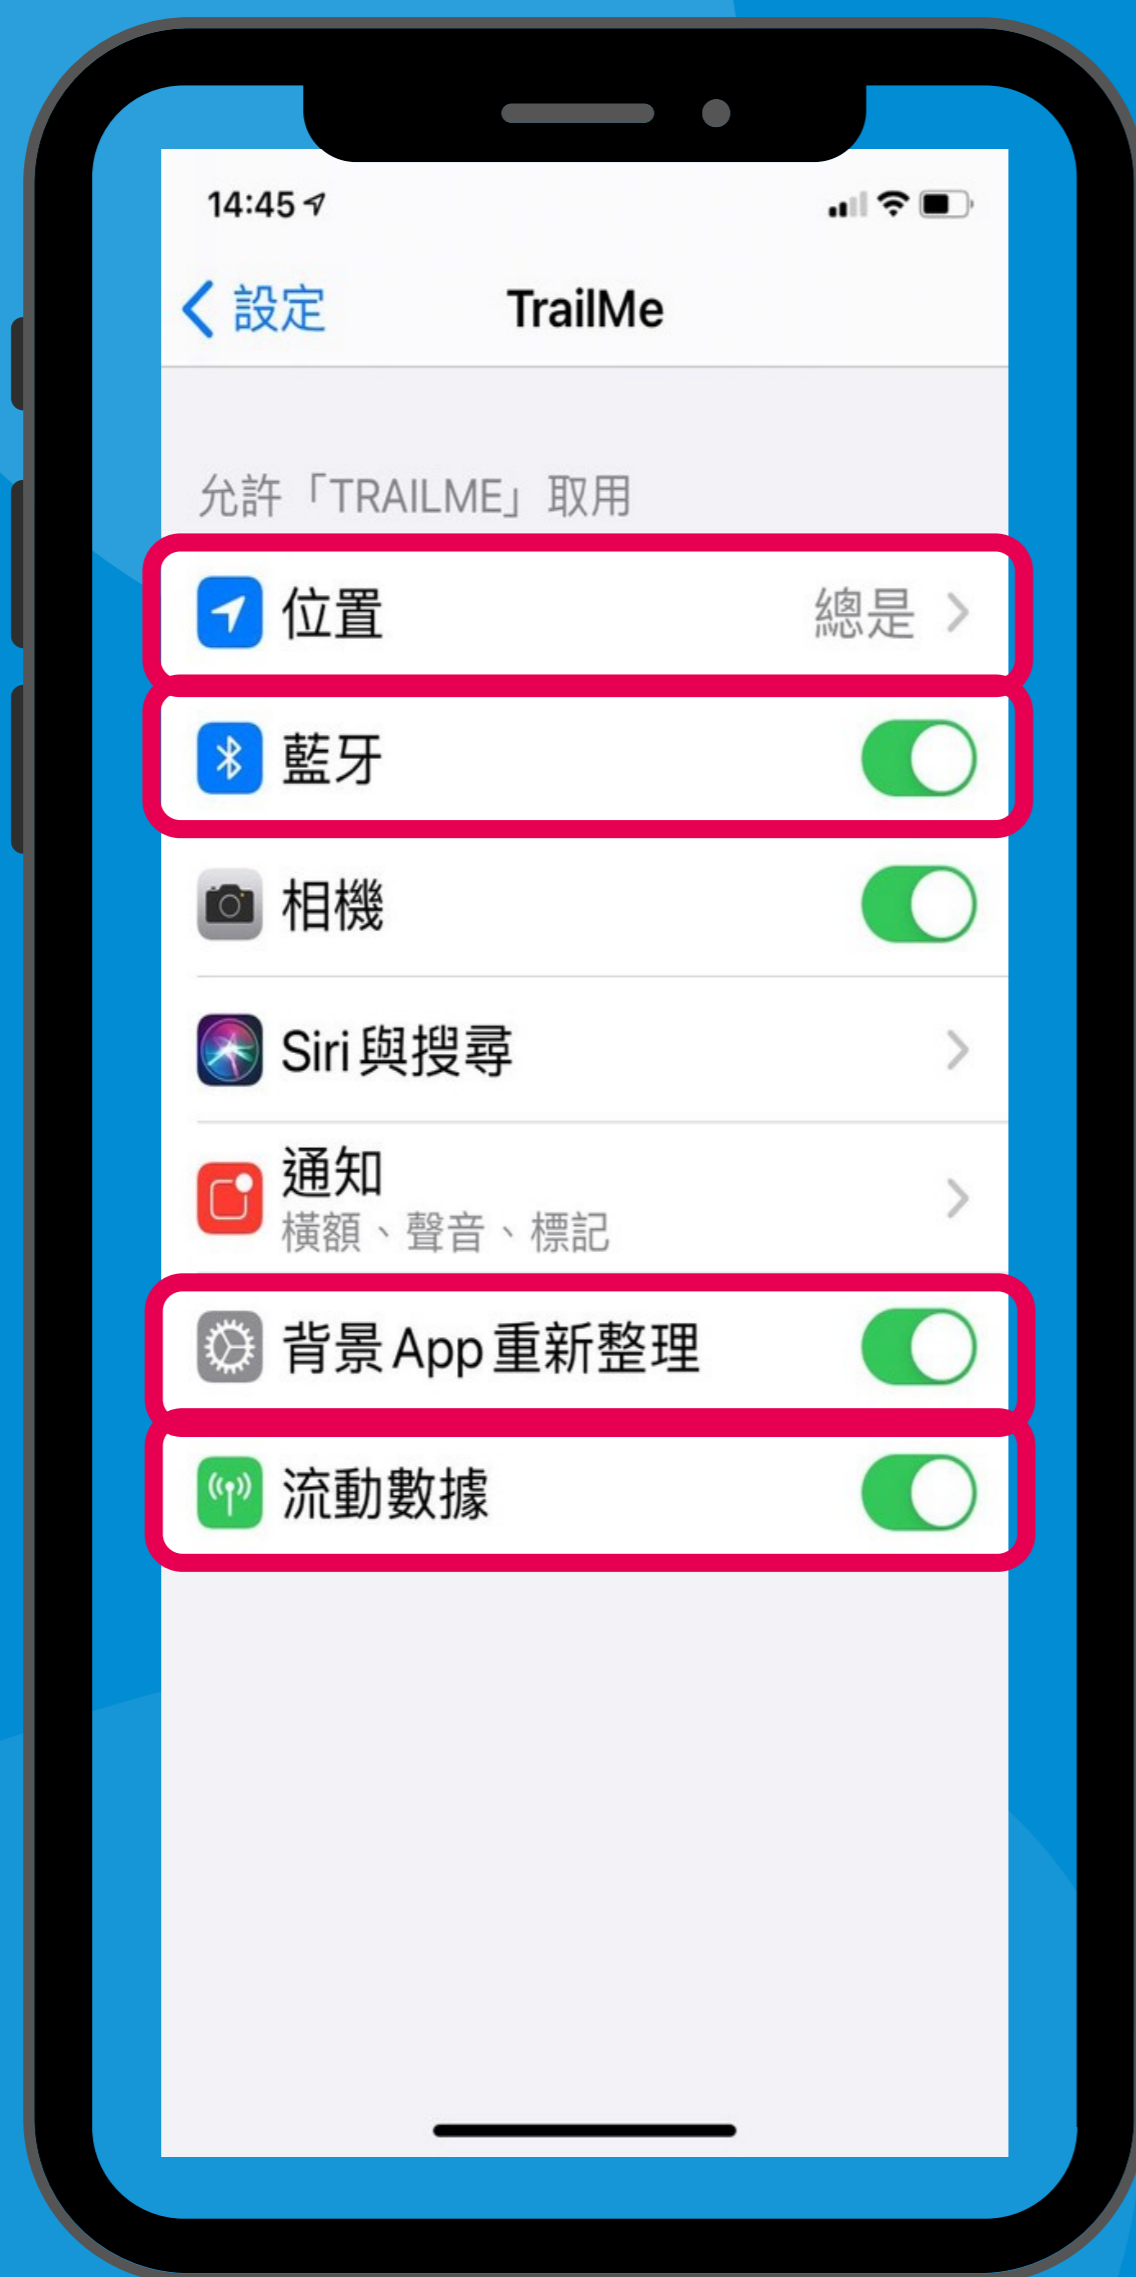 14:45
設定 TrailMe
允許「TRAILME」取用
位置 總是
藍牙
相機
Siri與搜尋
通知
橫額、聲音、標記
背景App重新整理
流動數據